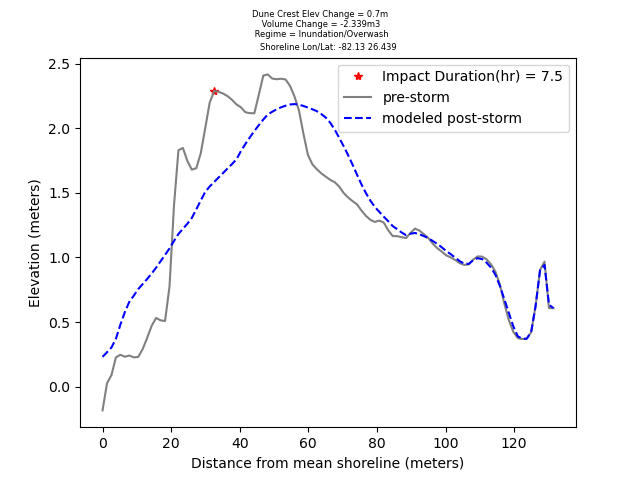 Dune Crest Elev Change = 0.7m
Volume Change = -2.339m3
Regime = Inundation/Overwash
Shoreline Lon/Lat: -82.13 26.439
Impact Duration(hr) = 7.5
pre-storm
modeled post-storm
2.5
2.0
1.5
1.0
0.5
0.0
Elevation (meters)
0 20 40 60 80 100 120
Distance from mean shoreline (meters)